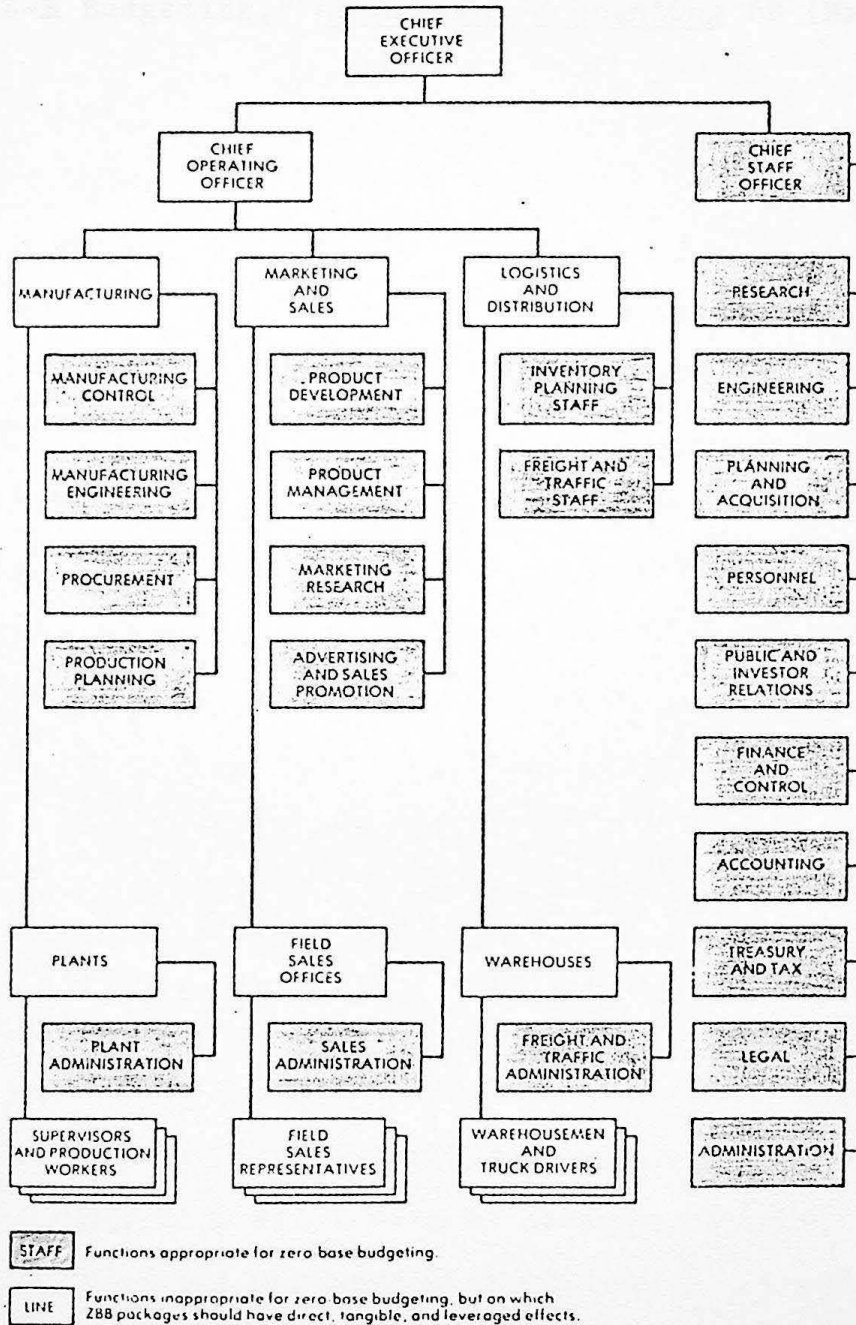 CHIEF
EXECUTIVE
OFFICER
CHIEF
OPERATING
OFFICER
CHIEF
STAFF
OFFICER
MANUFACTURING
MARKETING
AND
SALES
LOGISTICS
AND
DISTRIBUTION
RESEARCH
MANUFACTURING
CONTROL
PRODUCT
DEVELOPMENT
INVENTORY
PLANNING
STAFF
ENGINEERING
MANUFACTURING
ENGINEERING
PRODUCT
MANAGEMENT
FREIGHT AND
TRAFFIC
STAFF
PLANNING
AND
ACQUISITION
PROCUREMENT
MARKETING
RESEARCH
PERSONNEL
PRODUCTION
PLANNING
ADVERTISING
AND SALES
PROMOTION
PUBLIC AND
INVESTOR
RELATIONS
FINANCE
AND
CONTROL
ACCOUNTING
PLANTS
FIELD
SALES
OFFICES
WAREHOUSES
TREASURY
AND TAX
PLANT
ADMINISTRATION
SALES
ADMINISTRATION
FREIGHT AND
TRAFFIC
ADMINISTRATION
LEGAL
SUPERVISORS
AND PRODUCTION
WORKERS
FIELD
SALES
REPRESENTATIVES
WAREHOUSEMEN
AND
TRUCK DRIVERS
ADMINISTRATION
STAFF Functions appropriate for zero base budgeting.
LINE Functions inappropriate for zero-base budgeting, but on which
ZBB packages should have direct, tangible, and leveraged effects.